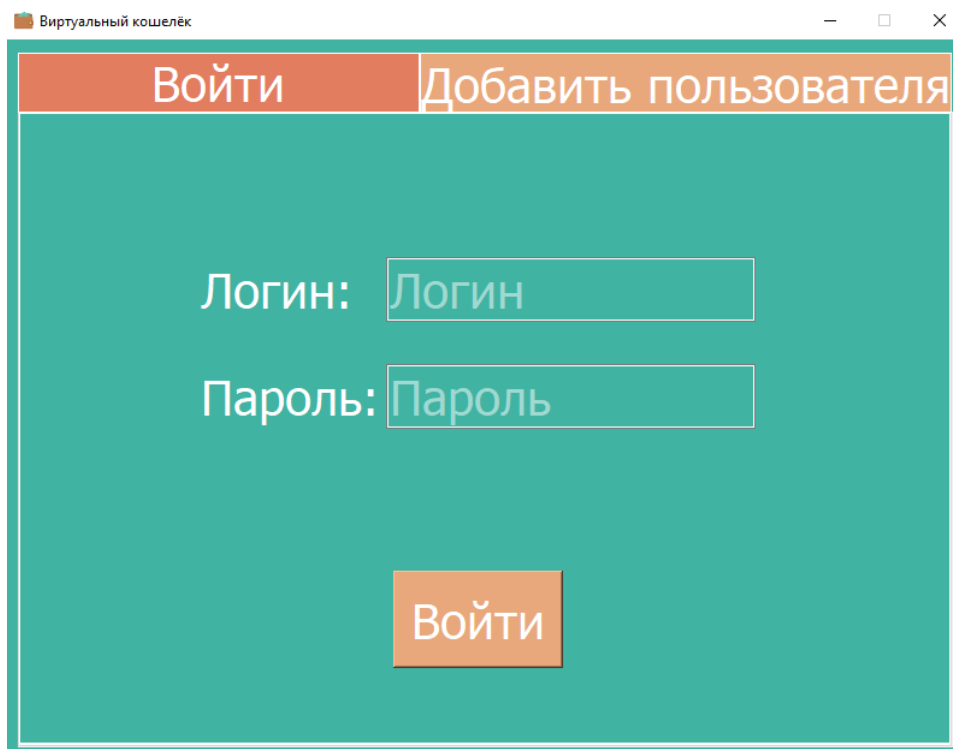 Виртуальный кошелёк
Войти Добавить пользователя
Логин: Логин
Пароль: Пароль
Войти